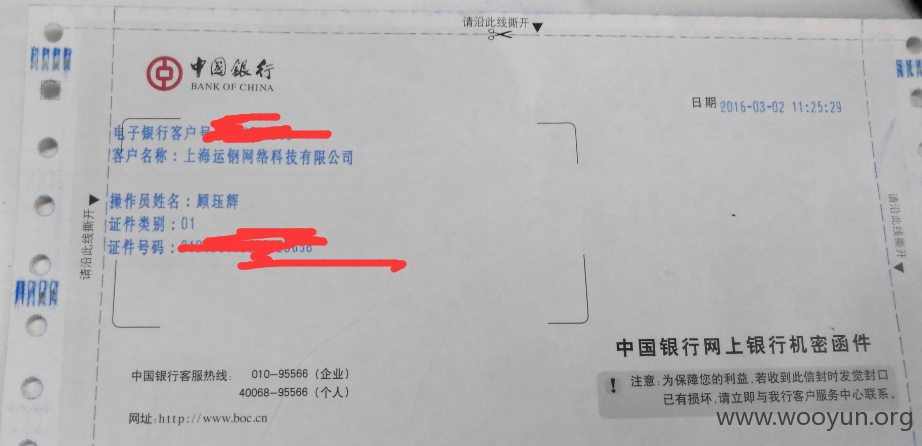 请沿此线撕开
中国银行
BANK OF CHINA
日期 2016-03-02 11:25:29
电子银行客户号
客户名称：上海运钢网络科技有限公司
操作员姓名：顾珏辉
证件类别：01
证件号码：
请沿此线撕开
请沿此线撕开
中国银行网上银行机密函件
中国银行客服热线： 010-95566（企业）
40068-95566（个人）
网址：http://www.boc.cn
! 注意：为保障您的利益，若收到此信封时发觉封口
已有损坏，请立即与我行客户服务中心联系。
www.wooyun.org